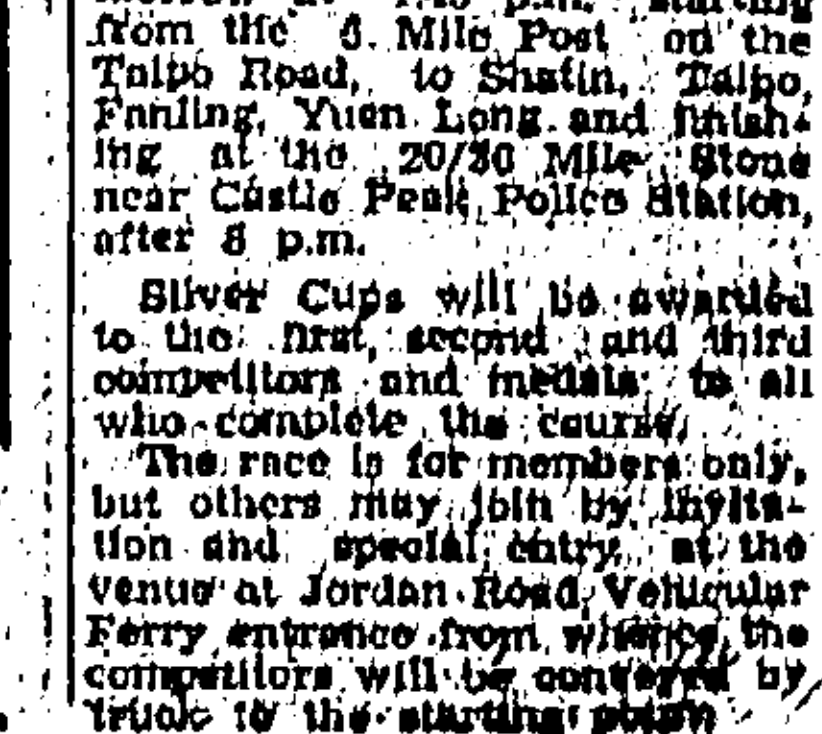 p.m. starting
from the 6 Mile Post on the
Taipo Road, to Shatin, Taipo,
Fanling, Yuen Long and finish-
ing at the 20/30 Mile Stone
near Castle Peak Police Station,
after 8 p.m.
Silver Cups will be awarded
to the first, second and third
competitors and medals to all
who complete the course.
The race is for members only,
but others may join by invita-
tion and special entry, at the
venue at Jordan Road Vehicular
Ferry entrance from whence the
competitors will be conveyed by
truck to the starting